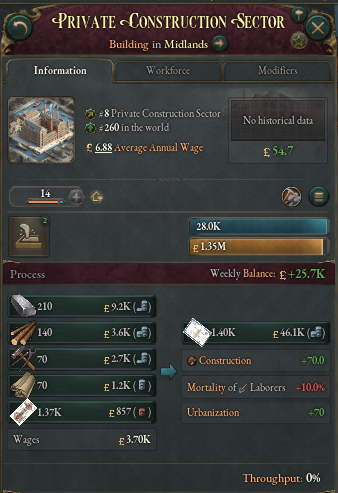 Private Construction Sector
Building in Midlands
Information
Workforce
Modifiers
#8 Private Construction Sector
#260 in the world
£ 6.88 Average Annual Wage
No historical data
£ 54.7
14
2
28.0K
£ 1.35M
Process
Weekly Balance: £ +25.7K
210 £ 9.2K
140 £ 3.6K
70 £ 2.7K
70 £ 1.2K
1.37K £ 857
Wages £ 3.70K
1.40K £ 46.1K
Construction +70.0
Mortality of Laborers +10.0%
Urbanization +70
Throughput: 0%